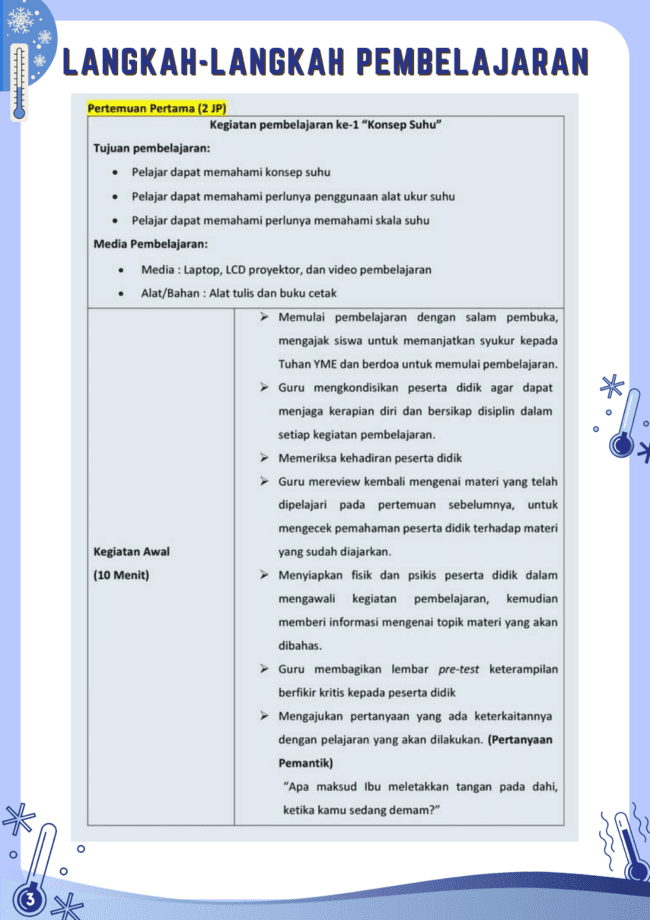 LANGKAH-LANGKAH PEMBELAJARAN
Pertemuan Pertama (2 JP)
Kegiatan pembelajaran ke-1 “Konsep Suhu”
Tujuan pembelajaran:
• Pelajar dapat memahami konsep suhu
• Pelajar dapat memahami perlunya penggunaan alat ukur suhu
• Pelajar dapat memahami perlunya memahami skala suhu
Media Pembelajaran:
• Media : Laptop, LCD proyektor, dan video pembelajaran
• Alat/Bahan : Alat tulis dan buku cetak
Kegiatan Awal
(10 Menit)
➢ Memulai pembelajaran dengan salam pembuka,
mengajak siswa untuk memanjatkan syukur kepada
Tuhan YME dan berdoa untuk memulai pembelajaran.
➢ Guru mengkondisikan peserta didik agar dapat
menjaga kerapian diri dan bersikap disiplin dalam
setiap kegiatan pembelajaran.
➢ Memeriksa kehadiran peserta didik
➢ Guru mereview kembali mengenai materi yang telah
dipelajari pada pertemuan sebelumnya, untuk
mengecek pemahaman peserta didik terhadap materi
yang sudah diajarkan.
➢ Menyiapkan fisik dan psikis peserta didik dalam
mengawali kegiatan pembelajaran, kemudian
memberi informasi mengenai topik materi yang akan
dibahas.
➢ Guru membagikan lembar pre-test keterampilan
berfikir kritis kepada peserta didik
➢ Mengajukan pertanyaan yang ada keterkaitannya
dengan pelajaran yang akan dilakukan. (Pertanyaan
Pemantik)
“Apa maksud Ibu meletakkan tangan pada dahi,
ketika kamu sedang demam?”
3